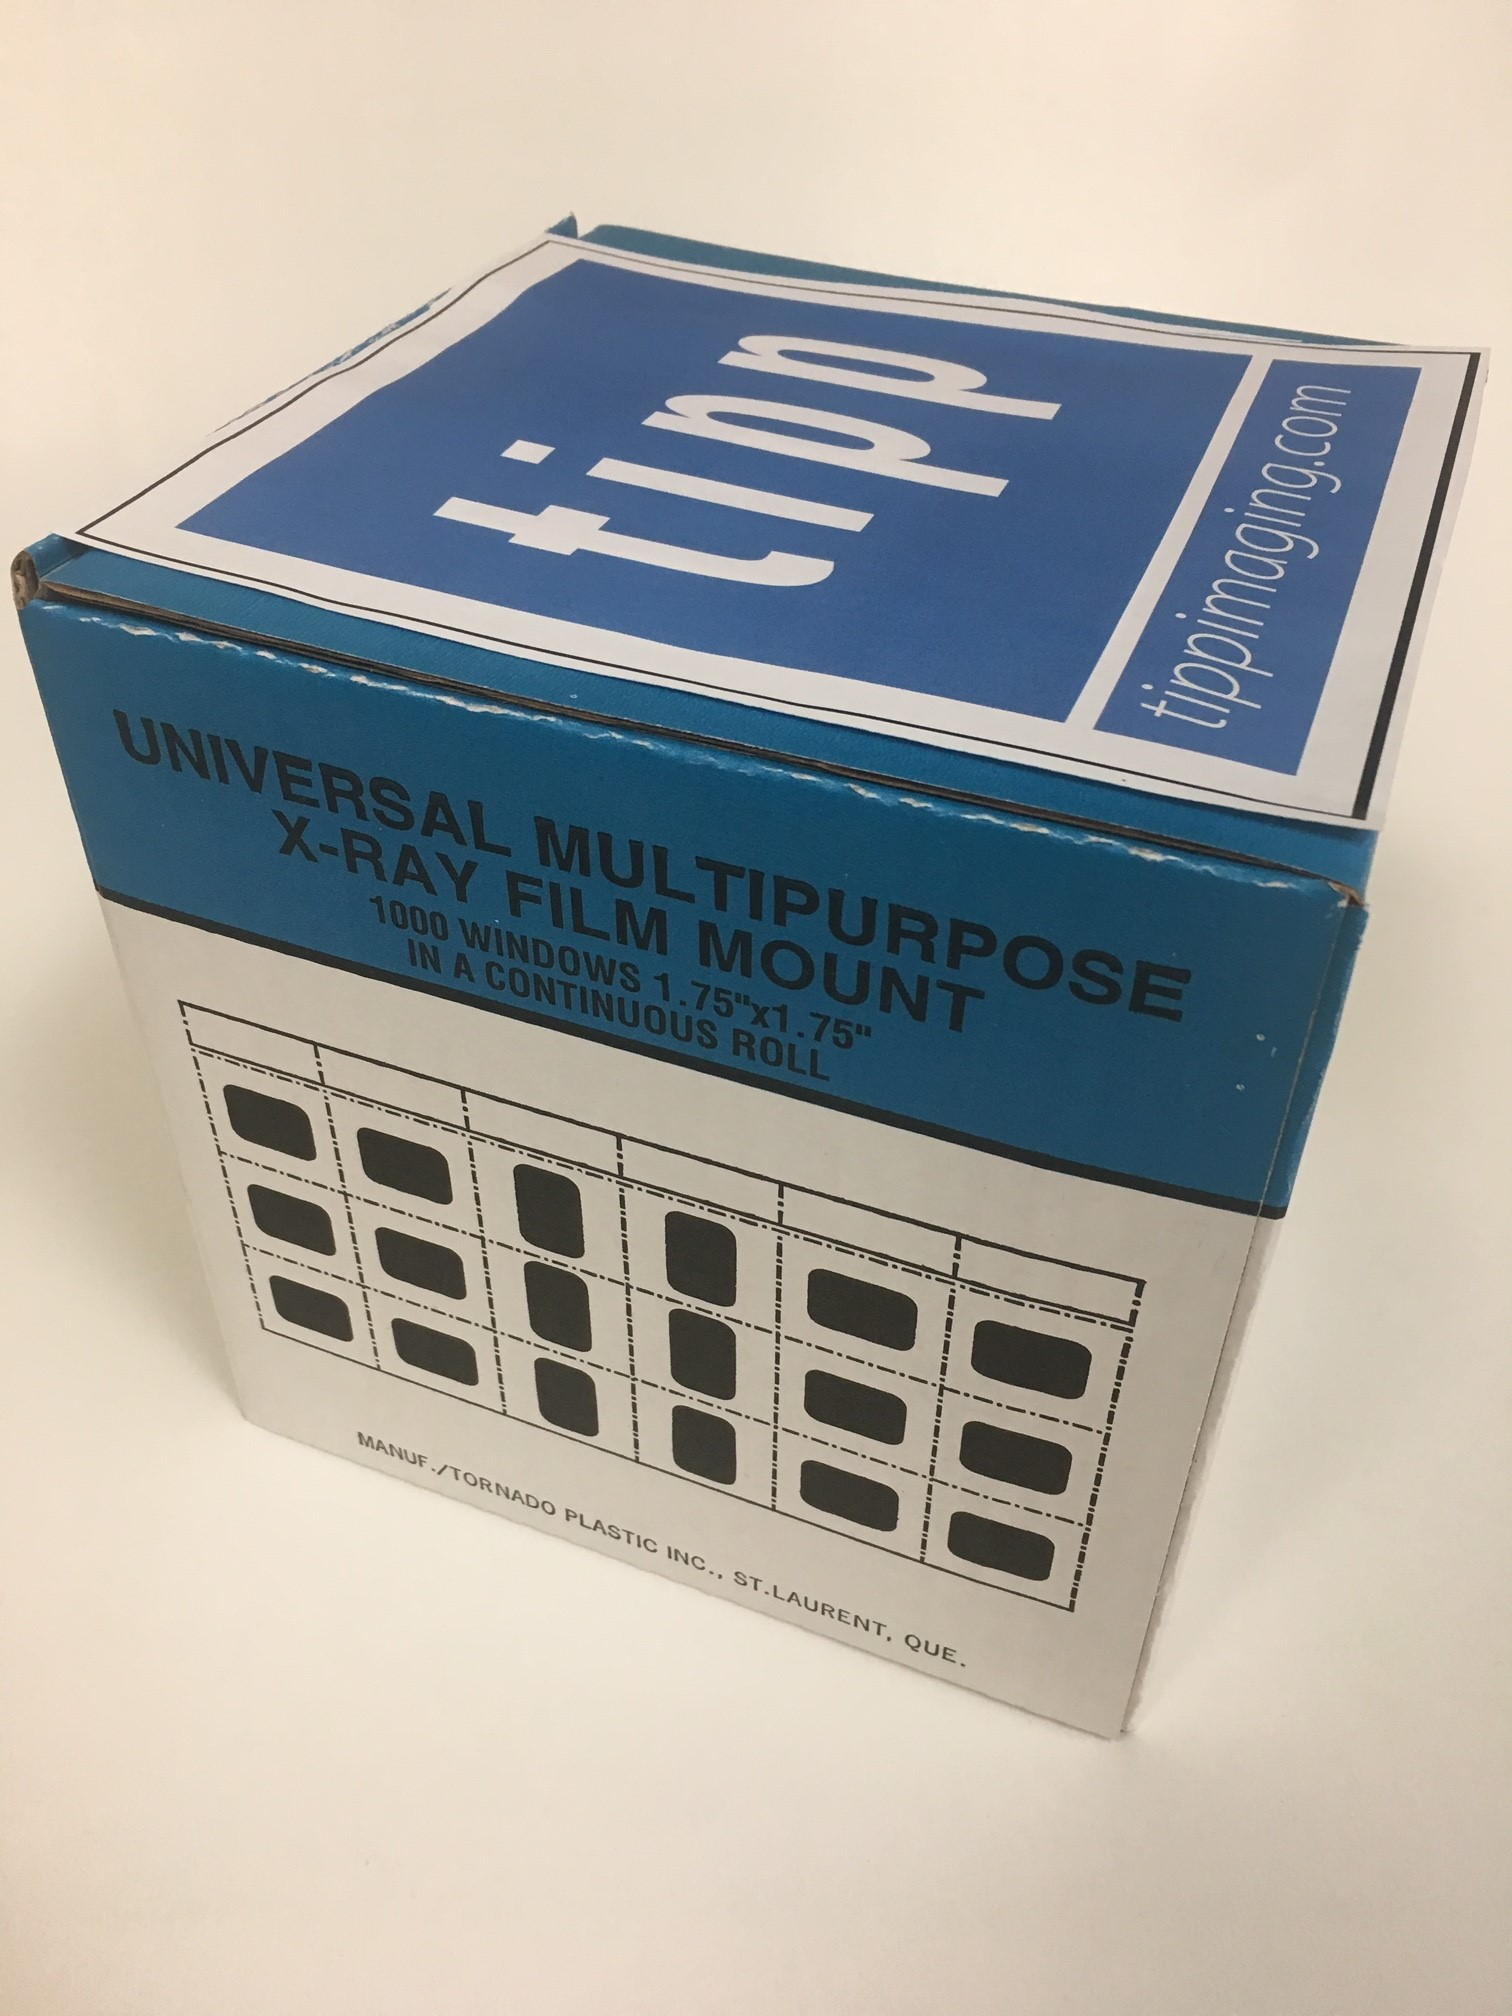 tipp
tippimaging.com
UNIVERSAL MULTIPURPOSE
X-RAY FILM MOUNT
1000 WINDOWS 1.75"x1.75"
IN A CONTINUOUS ROLL
MANUF./TORNADO PLASTIC INC., ST.LAURENT, QUE.